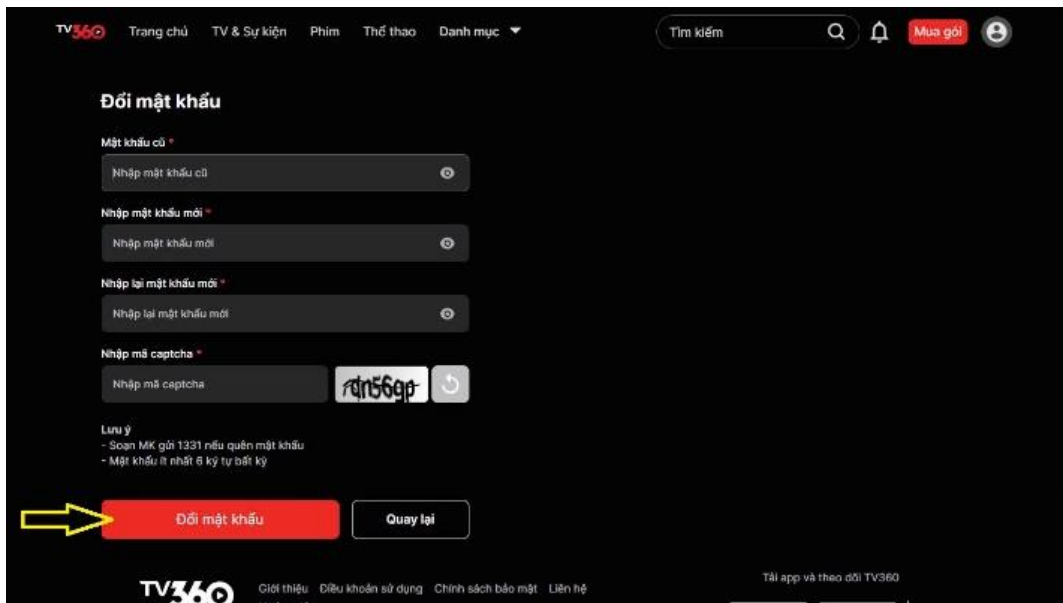 TV360 Trang chủ TV & Sự kiện Phim Thể thao Danh mục Tìm kiếm Mua gói
Đổi mật khẩu
Mật khẩu cũ *
Nhập mật khẩu cũ
Nhập mật khẩu mới *
Nhập mật khẩu mới
Nhập lại mật khẩu mới *
Nhập lại mật khẩu mới
Nhập mã captcha *
Nhập mã captcha
Lưu ý
- Soạn MK gửi 1331 nếu quên mật khẩu
- Mật khẩu ít nhất 6 ký tự bất kỳ
Đổi mật khẩu Quay lại
Tải app và theo dõi TV360
TV360 Giới thiệu Điều khoản sử dụng Chính sách bảo mật Liên hệ